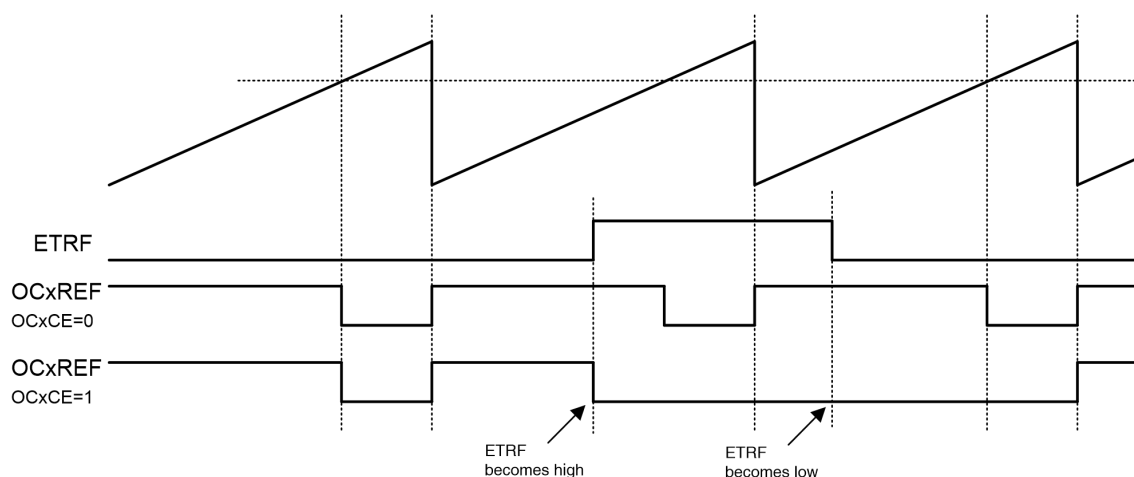 ETRF
OCxREF
OCxCE=0
OCxREF
OCxCE=1
ETRF
becomes high
ETRF
becomes low